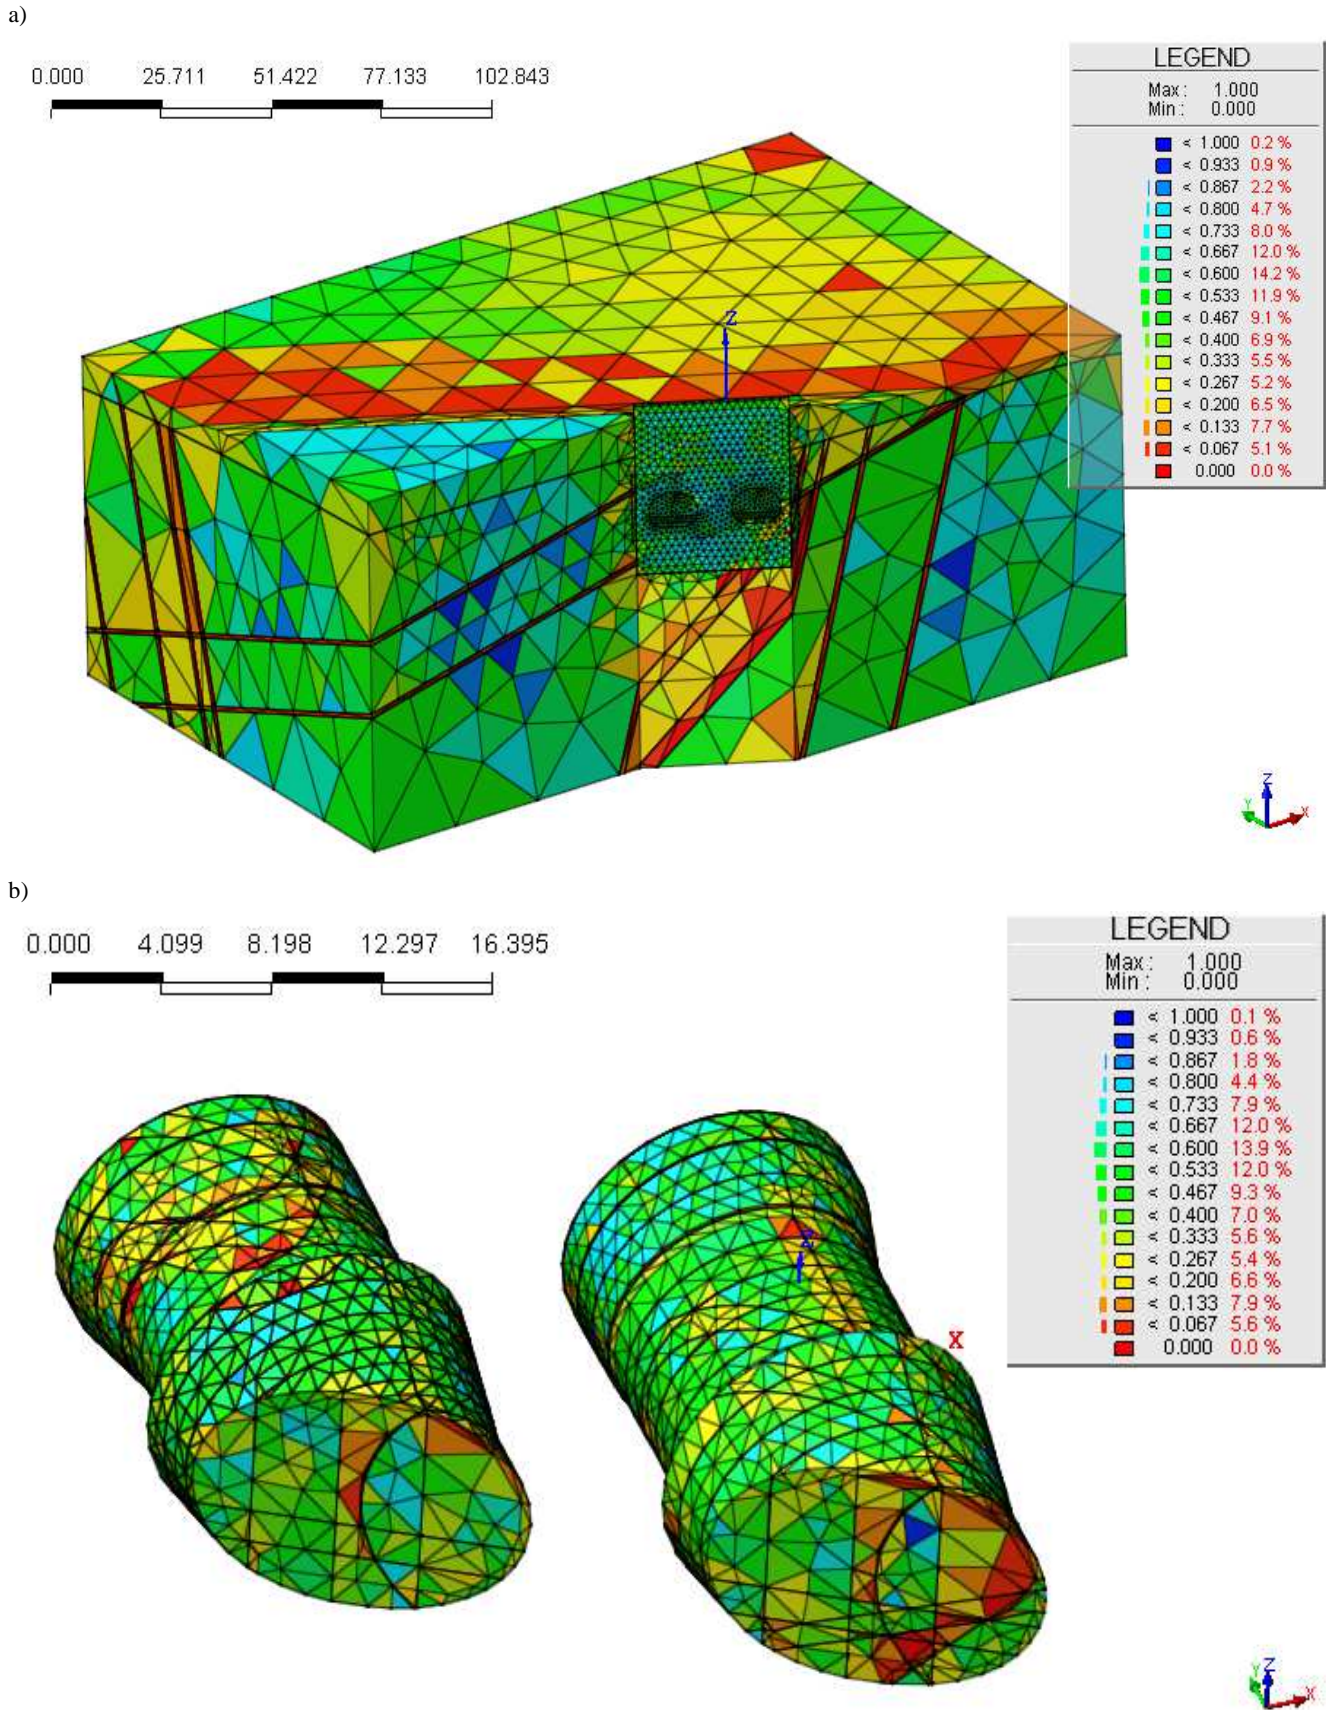 a)
0.000 25.711 51.422 77.133 102.843
LEGEND
Max : 1.000
Min : 0.000
< 1.000 0.2 %
< 0.933 0.9 %
< 0.867 2.2 %
< 0.800 4.7 %
< 0.733 8.0 %
< 0.667 12.0 %
< 0.600 14.2 %
< 0.533 11.9 %
< 0.467 9.1 %
< 0.400 6.9 %
< 0.333 5.5 %
< 0.267 5.2 %
< 0.200 6.5 %
< 0.133 7.7 %
< 0.067 5.1 %
0.000 0.0 %
Z
Z
Y
X
b)
0.000 4.099 8.198 12.297 16.395
LEGEND
Max : 1.000
Min : 0.000
< 1.000 0.1 %
< 0.933 0.6 %
< 0.867 1.8 %
< 0.800 4.4 %
< 0.733 7.9 %
< 0.667 12.0 %
< 0.600 13.9 %
< 0.533 12.0 %
< 0.467 9.3 %
< 0.400 7.0 %
< 0.333 5.6 %
< 0.267 5.4 %
< 0.200 6.6 %
< 0.133 7.9 %
< 0.067 5.6 %
0.000 0.0 %
Z
X
Z
Y
X